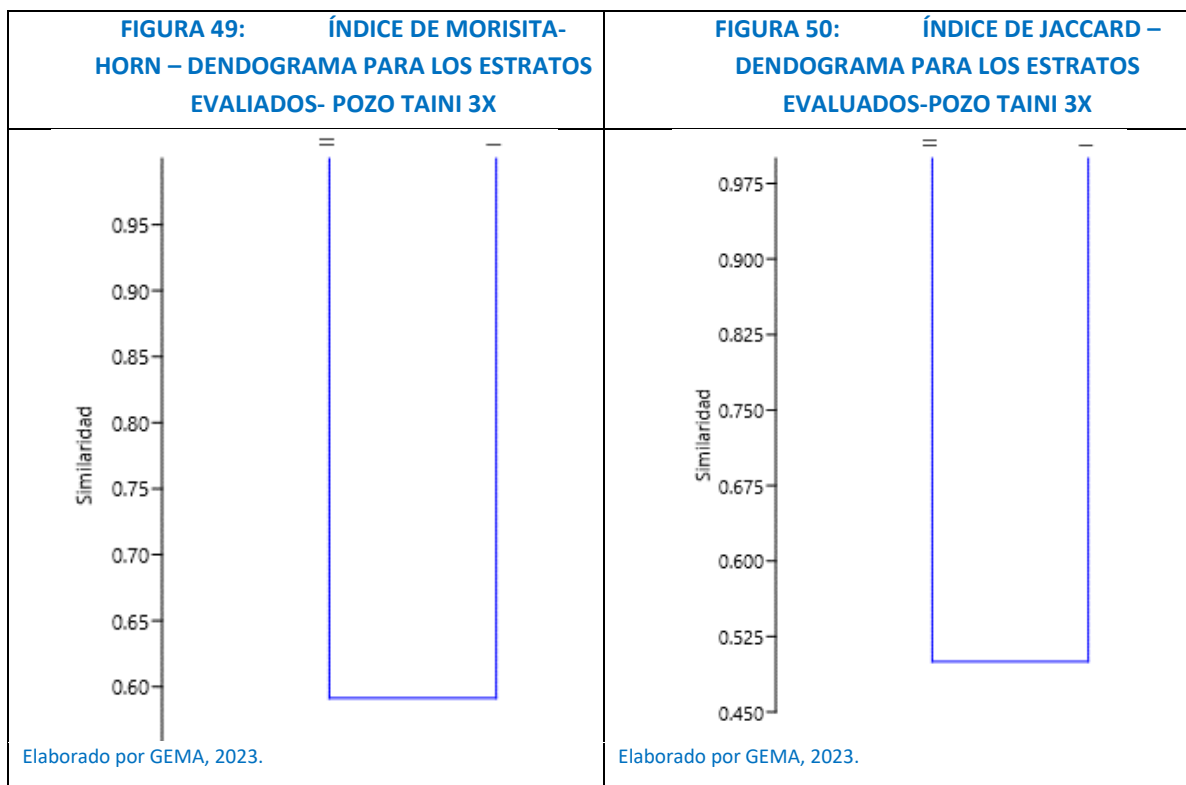 FIGURA 49: ÍNDICE DE MORISITA-
HORN – DENDOGRAMA PARA LOS ESTRATOS
EVALIADOS- POZO TAINI 3X
FIGURA 50: ÍNDICE DE JACCARD –
DENDOGRAMA PARA LOS ESTRATOS
EVALUADOS-POZO TAINI 3X
II
I
0.95
0.90
0.85
0.80
0.75
0.70
0.65
0.60
Similaridad
Elaborado por GEMA, 2023.
II
I
0.975
0.900
0.825
0.750
0.675
0.600
0.525
0.450
Similaridad
Elaborado por GEMA, 2023.